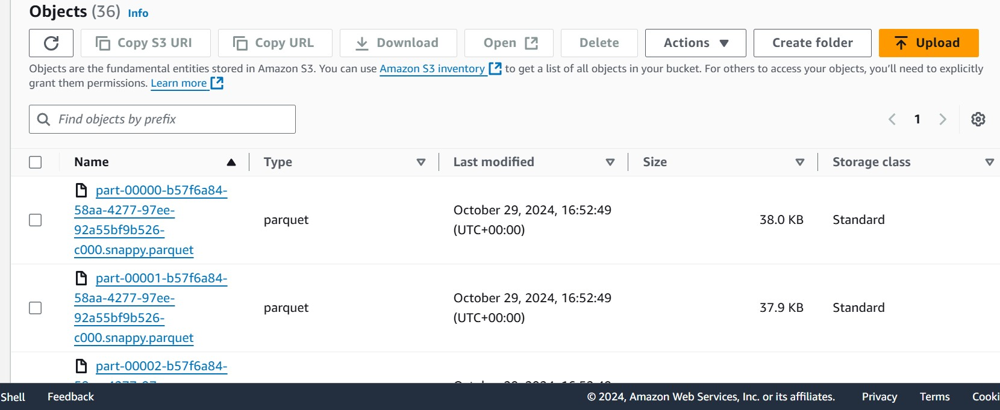 Objects (36) Info
Copy S3 URI Copy URL Download Open Delete Actions Create folder Upload
Objects are the fundamental entities stored in Amazon S3. You can use Amazon S3 inventory to get a list of all objects in your bucket. For others to access your objects, you’ll need to explicitly
grant them permissions. Learn more
Find objects by prefix 1
Name Type Last modified Size Storage class
part-00000-b57f6a84-
58aa-4277-97ee-
92a55bf9b526-
c000.snappy.parquet
parquet
October 29, 2024, 16:52:49
(UTC+00:00)
38.0 KB
Standard
part-00001-b57f6a84-
58aa-4277-97ee-
92a55bf9b526-
c000.snappy.parquet
parquet
October 29, 2024, 16:52:49
(UTC+00:00)
37.9 KB
Standard
part-00002-b57f6a84-
Shell Feedback © 2024, Amazon Web Services, Inc. or its affiliates. Privacy Terms Cooki